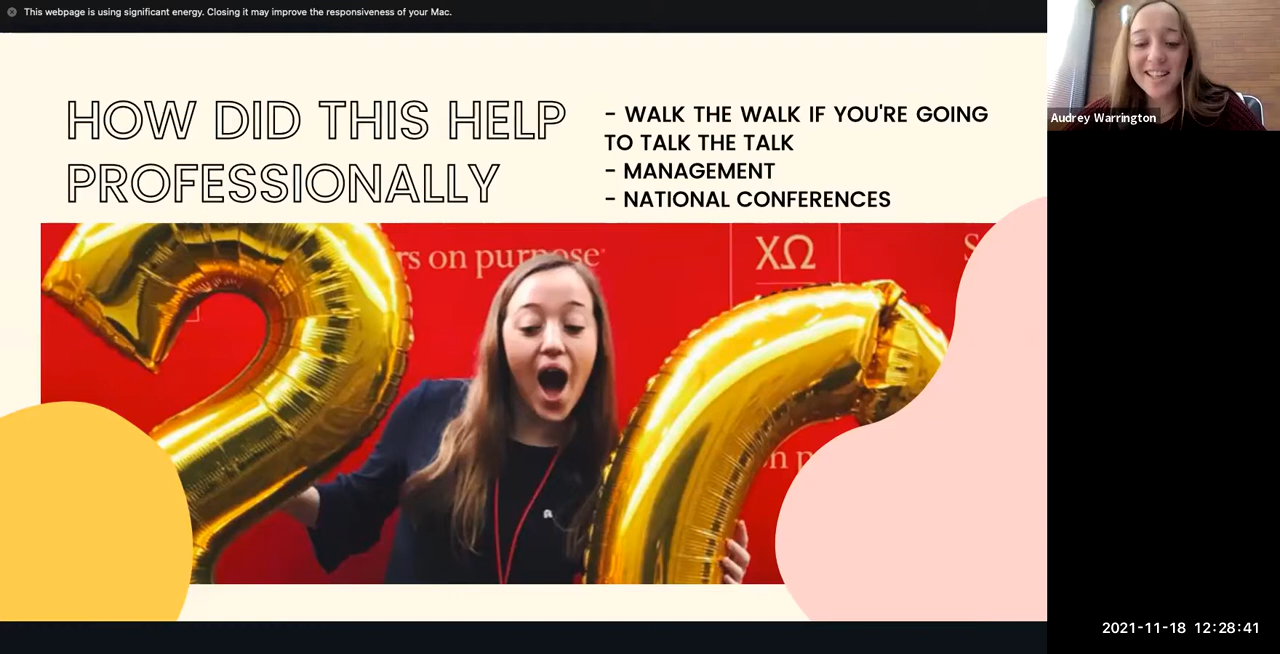 This webpage is using significant energy. Closing it may improve the responsiveness of your Mac.
HOW DID THIS HELP
PROFESSIONALLY
- WALK THE WALK IF YOU'RE GOING
TO TALK THE TALK
- MANAGEMENT
- NATIONAL CONFERENCES
rs on purpose
ΧΩ
S
on p
Audrey Warrington
2021-11-18 12:28:41